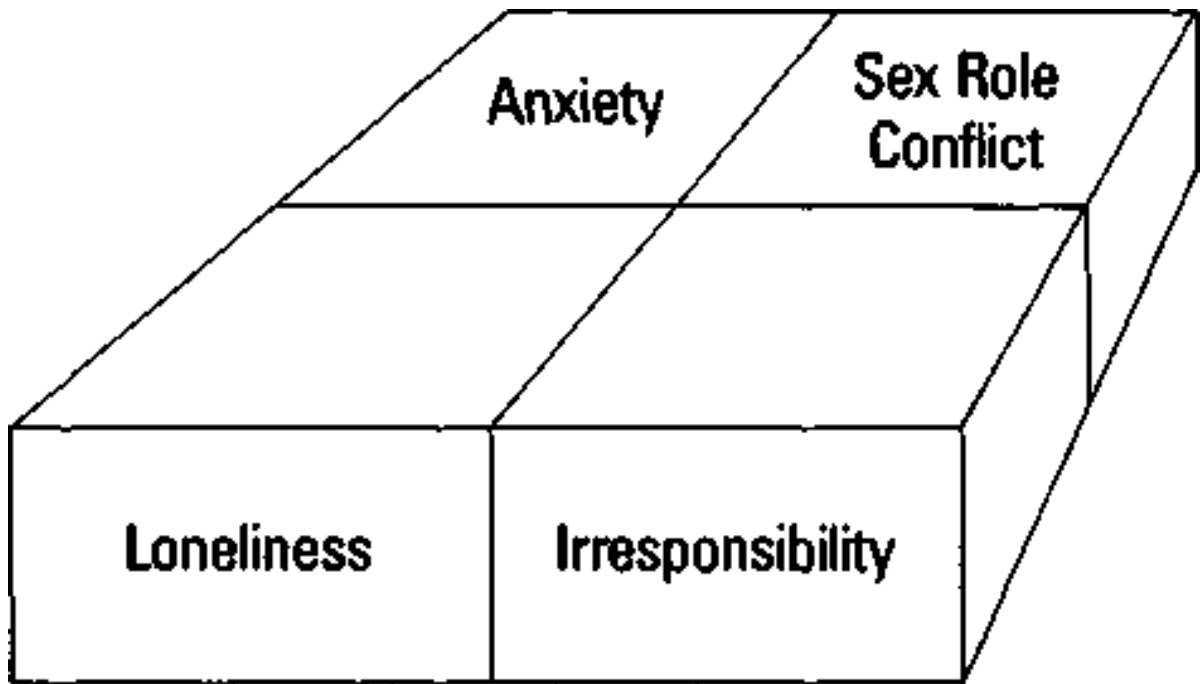 Anxiety
Sex Role
Conflict
Loneliness
Irresponsibility